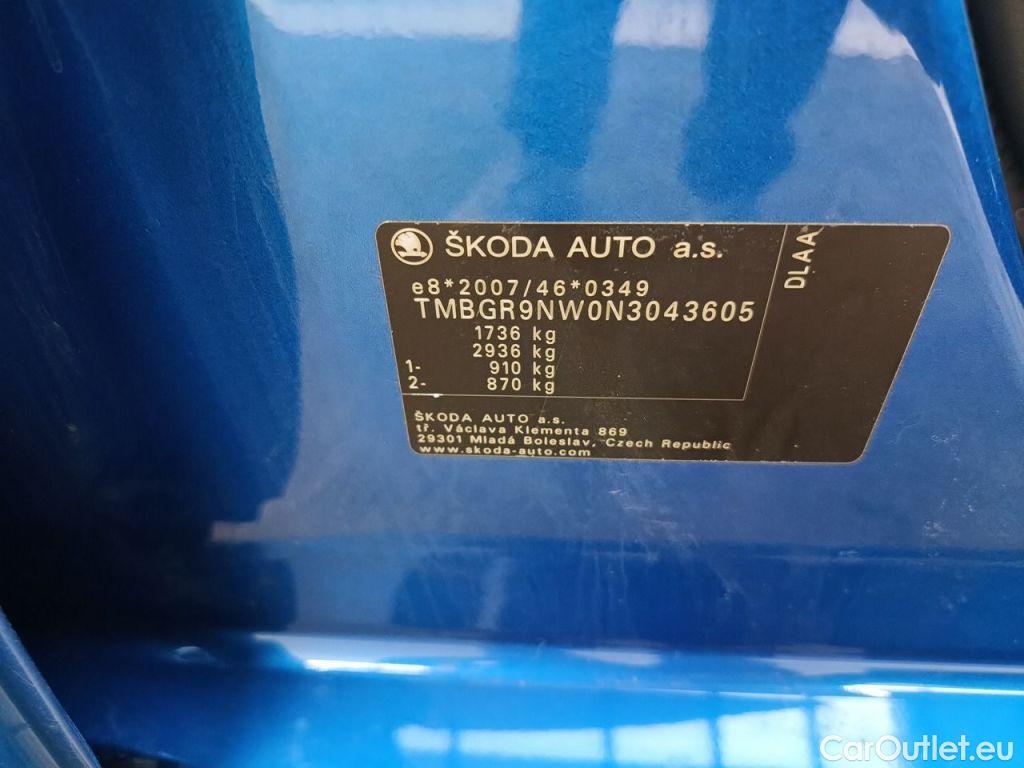 ŠKODA AUTO a.s.
DLAA
e8*2007/46*0349
TMBGR9NW0N3043605
1736 kg
2936 kg
1- 910 kg
2- 870 kg
ŠKODA AUTO a.s.
tř. Václava Klementa 869
29301 Mladá Boleslav, Czech Republic
www.skoda-auto.com
CarOutlet.eu